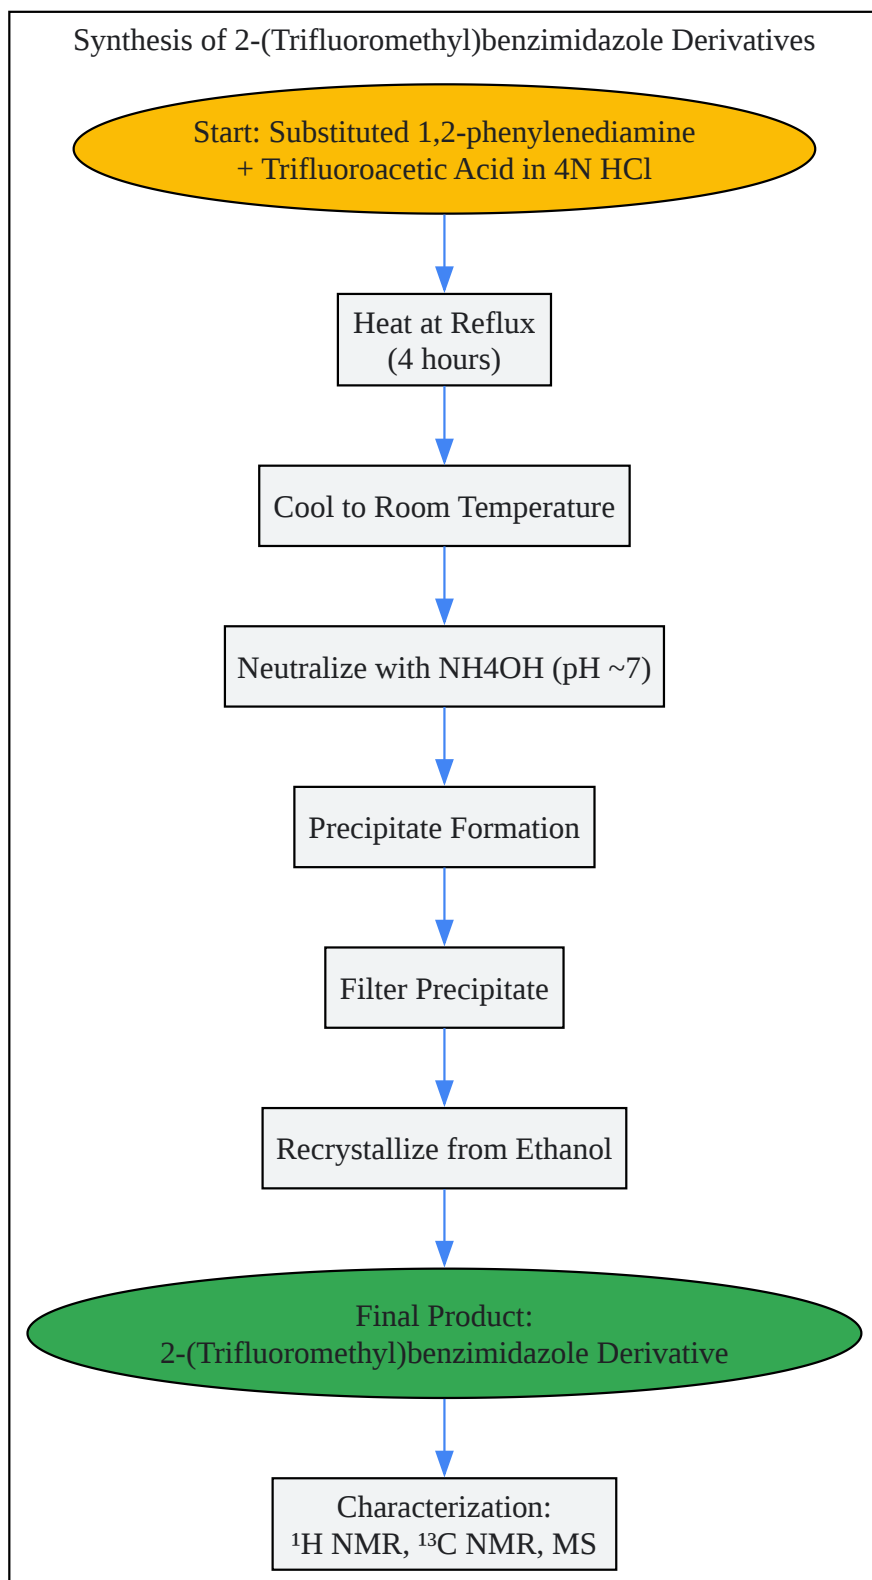 Synthesis of 2-(Trifluoromethyl)benzimidazole Derivatives
Start: Substituted 1,2-phenylenediamine
+ Trifluoroacetic Acid in 4N HCl
Heat at Reflux
(4 hours)
Cool to Room Temperature
Neutralize with NH4OH (pH ~7)
Precipitate Formation
Filter Precipitate
Recrystallize from Ethanol
Final Product:
2-(Trifluoromethyl)benzimidazole Derivative
Characterization:
¹H NMR, ¹³C NMR, MS